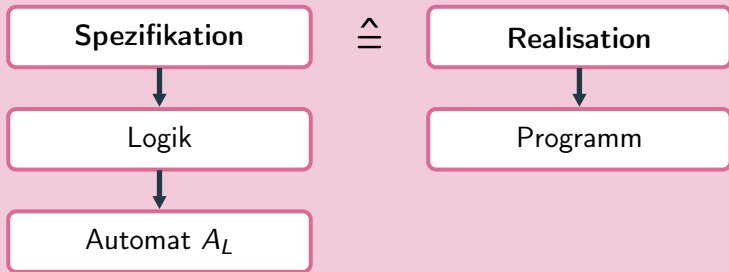 Spezifikation ≙ Realisation
Logik Programm
Automat A_L